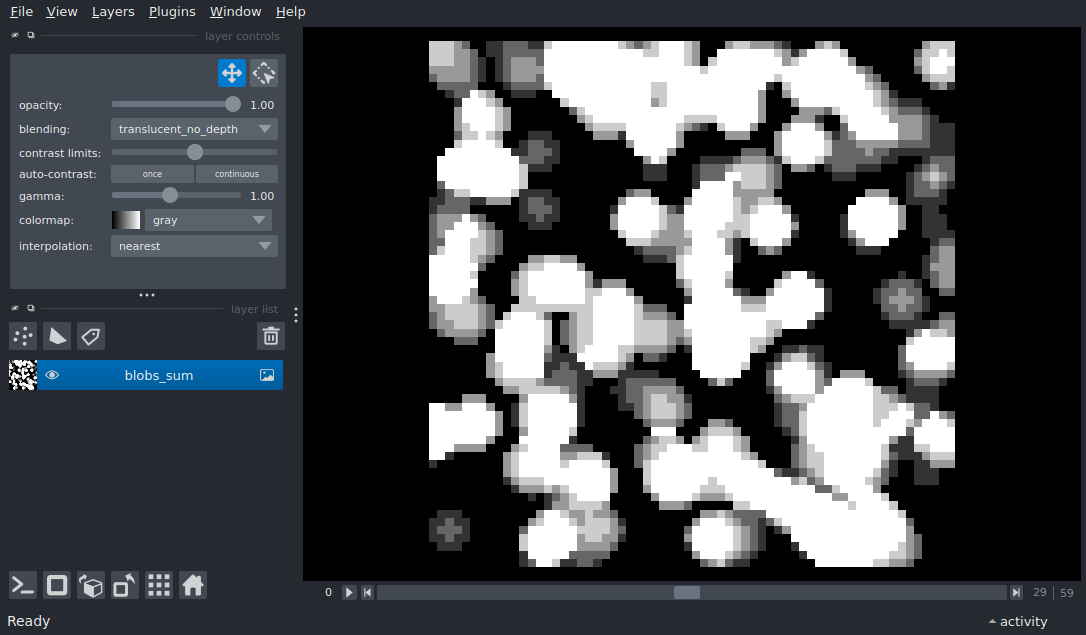 File View Layers Plugins Window Help
layer controls
opacity: 1.00
blending: translucent_no_depth
contrast limits:
auto-contrast: once continuous
gamma: 1.00
colormap: gray
interpolation: nearest
layer list
blobs_sum
0 29 59
Ready activity